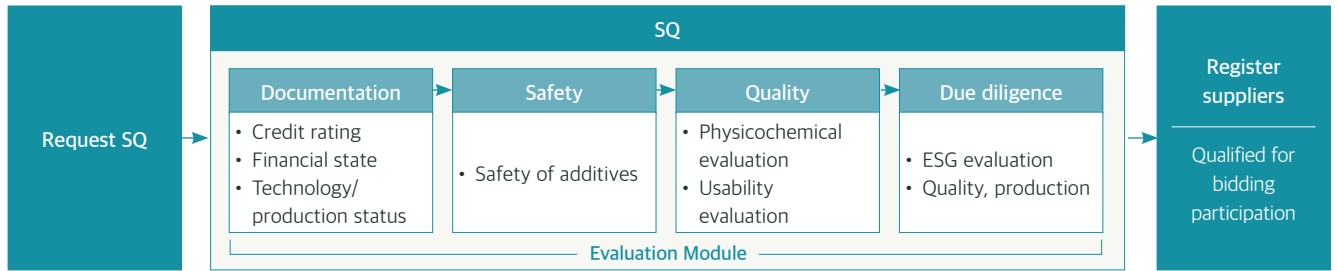 Request SQ
SQ
Documentation
• Credit rating
• Financial state
• Technology/
production status
Safety
• Safety of additives
Quality
• Physicochemical
evaluation
• Usability
evaluation
Due diligence
• ESG evaluation
• Quality, production
Evaluation Module
Register
suppliers
Qualified for
bidding
participation